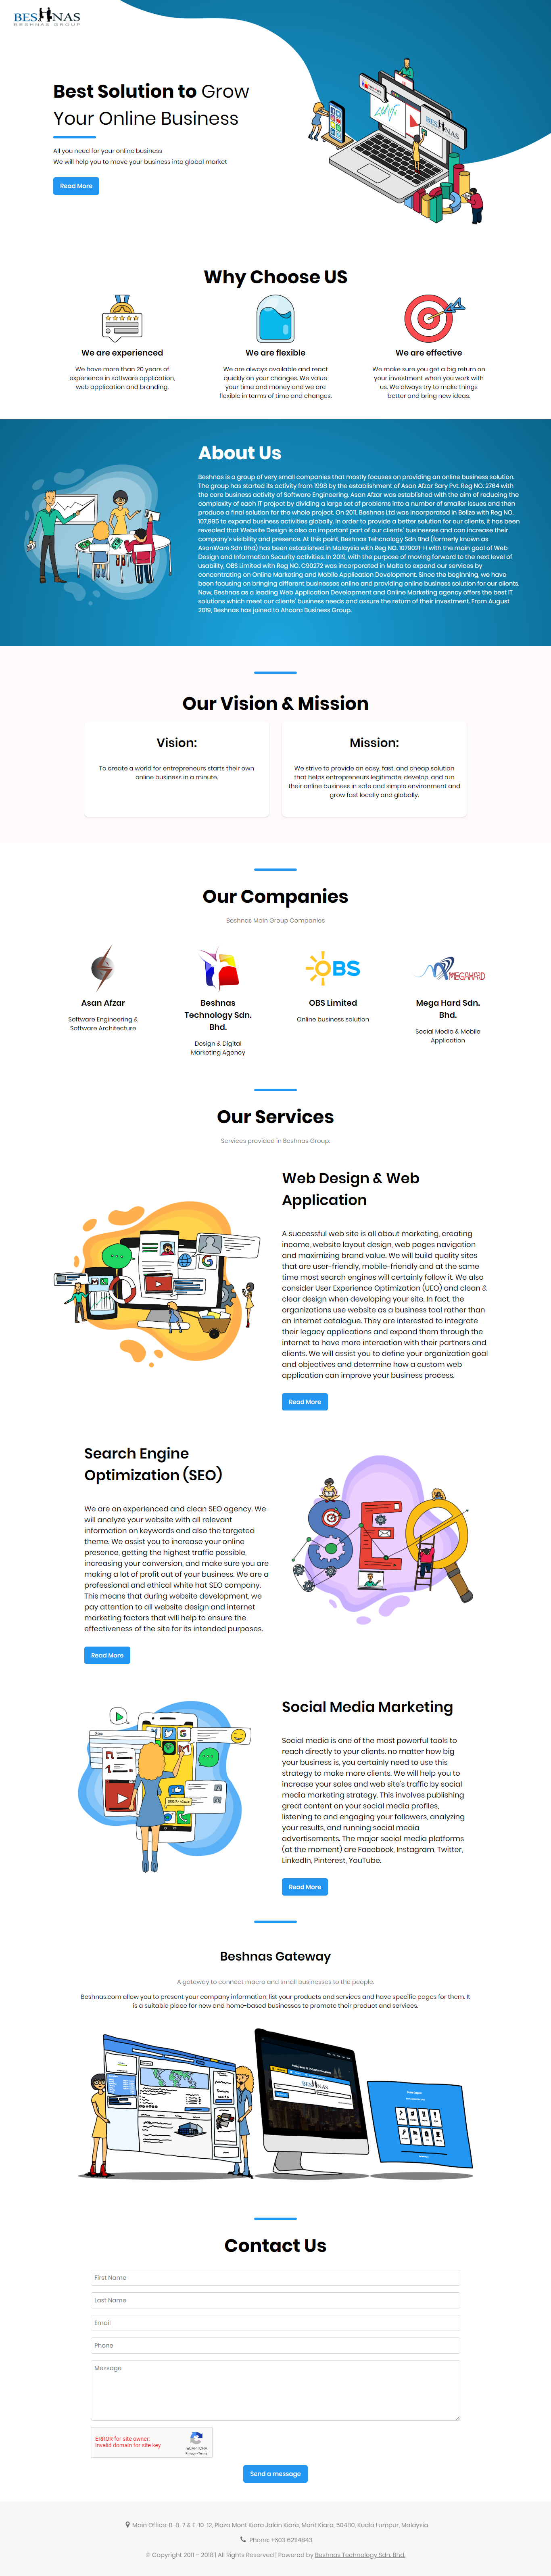 BESHNAS
BESHNAS GROUP
Best Solution to Grow
Your Online Business
All you need for your online business
We will help you to move your business into global market
Read More
BESHNAS
Why Choose US
We are experienced
We have more than 20 years of
experience in software application,
web application and branding.
We are flexible
We are always available and react
quickly on your changes. We value
your time and money and we are
flexible in terms of time and changes.
We are effective
We make sure you get a big return on
your investment when you work with
us. We always try to make things
better and bring new ideas.
About Us
Beshnas is a group of very small companies that mostly focuses on providing an online business solution.
The group has started its activity from 1998 by the establishment of Asan Afzar Sary Pvt. Reg NO. 2784 with
the core business activity of Software Engineering. Asan Afzar was established with the aim of reducing the
complexity of each IT project by dividing a large set of problems into a number of smaller issues and then
produce a final solution for the whole project. On 2011, Beshnas Ltd was incorporated in Belize with Reg NO.
107,995 to expand business activities globally. In order to provide a better solution for our clients, it has been
revealed that Website Design is also an important part of our clients' businesses and can increase their
company's visibility and presence. At this point, Beshnas Tehcnology Sdn Bhd (formerly known as
AsanWare Sdn Bhd) has been established in Malaysia with Reg NO. 1079021-H with the main goal of Web
Design and Information Security activities. In 2019, with the purpose of moving forward to the next level of
usability, OBS Limited with Reg NO. C90272 was incorporated in Malta to expand our services by
concentrating on Online Marketing and Mobile Application Development. Since the beginning, we have
been focusing on bringing different businesses online and providing online business solution for our clients.
Now, Beshnas as a leading Web Application Development and Online Marketing agency offers the best IT
solutions which meet our clients' business needs and assure the return of their investment. From August
2019, Beshnas has joined to Ahoora Business Group.
Our Vision & Mission
Vision:
To create a world for entrepreneurs starts their own
online business in a minute.
Mission:
We strive to provide an easy, fast, and cheap solution
that helps entrepreneurs legitimate, develop, and run
their online business in safe and simple environment and
grow fast locally and globally.
Our Companies
Beshnas Main Group Companies
OBS
MEGAHARD
Asan Afzar
Software Engineering &
Software Architecture
Beshnas
Technology Sdn.
Bhd.
Design & Digital
Marketing Agency
OBS Limited
Online business solution
Mega Hard Sdn.
Bhd.
Social Media & Mobile
Application
Our Services
Services provided in Beshnas Group:
Web Design & Web
Application
A successful web site is all about marketing, creating
income, website layout design, web pages navigation
and maximizing brand value. We will build quality sites
that are user-friendly, mobile-friendly and at the same
time most search engines will certainly follow it. We also
consider User Experience Optimization (UEO) and clean &
clear design when developing your site. In fact, the
organizations use website as a business tool rather than
an Internet catalogue. They are interested to integrate
their legacy applications and expand them through the
internet to have more interaction with their partners and
clients. We will assist you to define your organization goal
and objectives and determine how a custom web
application can improve your business process.
Read More
Search Engine
Optimization (SEO)
We are an experienced and clean SEO agency. We
will analyze your website with all relevant
information on keywords and also the targeted
theme. We assist you to increase your online
presence, getting the highest traffic possible,
increasing your conversion, and make sure you are
making a lot of profit out of your business. We are a
professional and ethical white hat SEO company.
This means that during website development, we
pay attention to all website design and internet
marketing factors that will help to ensure the
effectiveness of the site for its intended purposes.
Read More
SEO
Social Media Marketing
Social media is one of the most powerful tools to
reach directly to your clients. no matter how big
your business is, you certainly need to use this
strategy to make more clients. We will help you to
increase your sales and web site's traffic by social
media marketing strategy. This involves publishing
great content on your social media profiles,
listening to and engaging your followers, analyzing
your results, and running social media
advertisements. The major social media platforms
(at the moment) are Facebook, Instagram, Twitter,
LinkedIn, Pinterest, YouTube.
Read More
Beshnas Gateway
A gateway to connect macro and small businesses to the people.
Beshnas.com allow you to present your company information, list your products and services and have specific pages for them. It
is a suitable place for new and home-based businesses to promote their product and services.
BESHNAS
Contact Us
First Name
Last Name
Email
Phone
Message
ERROR for site owner:
Invalid domain for site key
reCAPTCHA
Privacy - Terms
Send a message
Main Office: B-8-7 & E-10-12, Plaza Mont Kiara Jalan Kiara, Mont Kiara, 50480, Kuala Lumpur, Malaysia
Phone: +603 62114843
© Copyright 2011 – 2018 | All Rights Reserved | Powered by Beshnas Technology Sdn. Bhd.